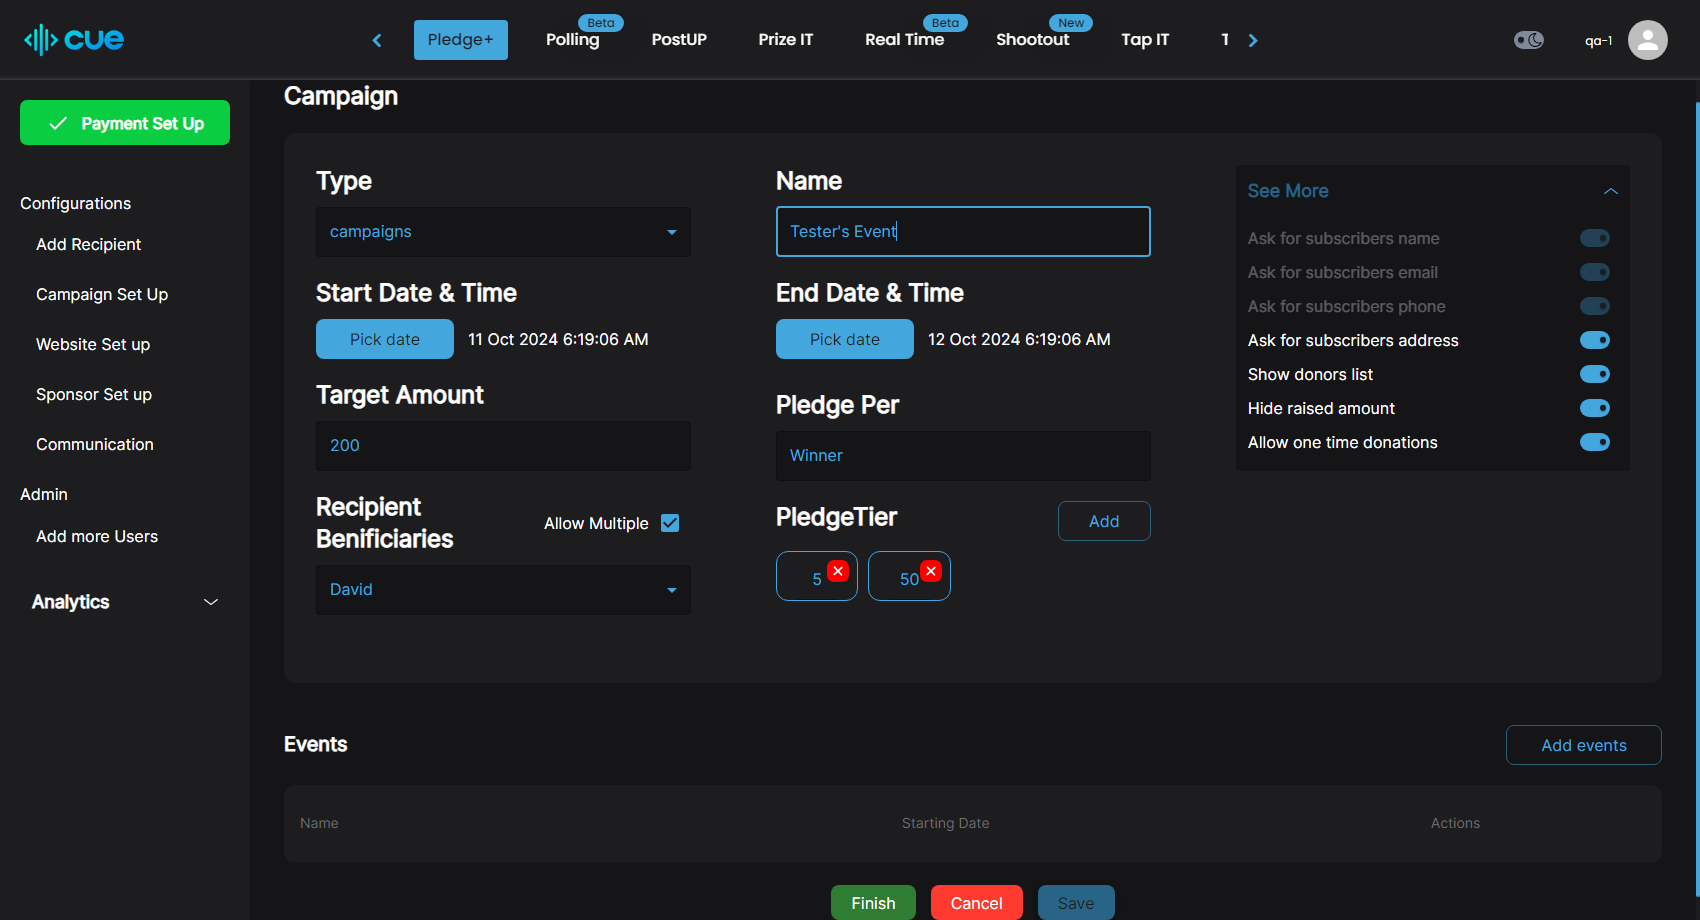 cue
Pledge+
Beta
Polling
PostUP
Prize IT
Beta
Real Time
New
Shootout
Tap IT
qa-1
Payment Set Up
Configurations
Add Recipient
Campaign Set Up
Website Set up
Sponsor Set up
Communication
Admin
Add more Users
Analytics
Campaign
Type
campaigns
Name
Tester's Event
Start Date & Time
Pick date 11 Oct 2024 6:19:06 AM
End Date & Time
Pick date 12 Oct 2024 6:19:06 AM
Target Amount
200
Pledge Per
Winner
Recipient
Benificiaries
Allow Multiple
David
PledgeTier
Add
5
50
See More
Ask for subscribers name
Ask for subscribers email
Ask for subscribers phone
Ask for subscribers address
Show donors list
Hide raised amount
Allow one time donations
Events
Add events
Name Starting Date Actions
Finish Cancel Save